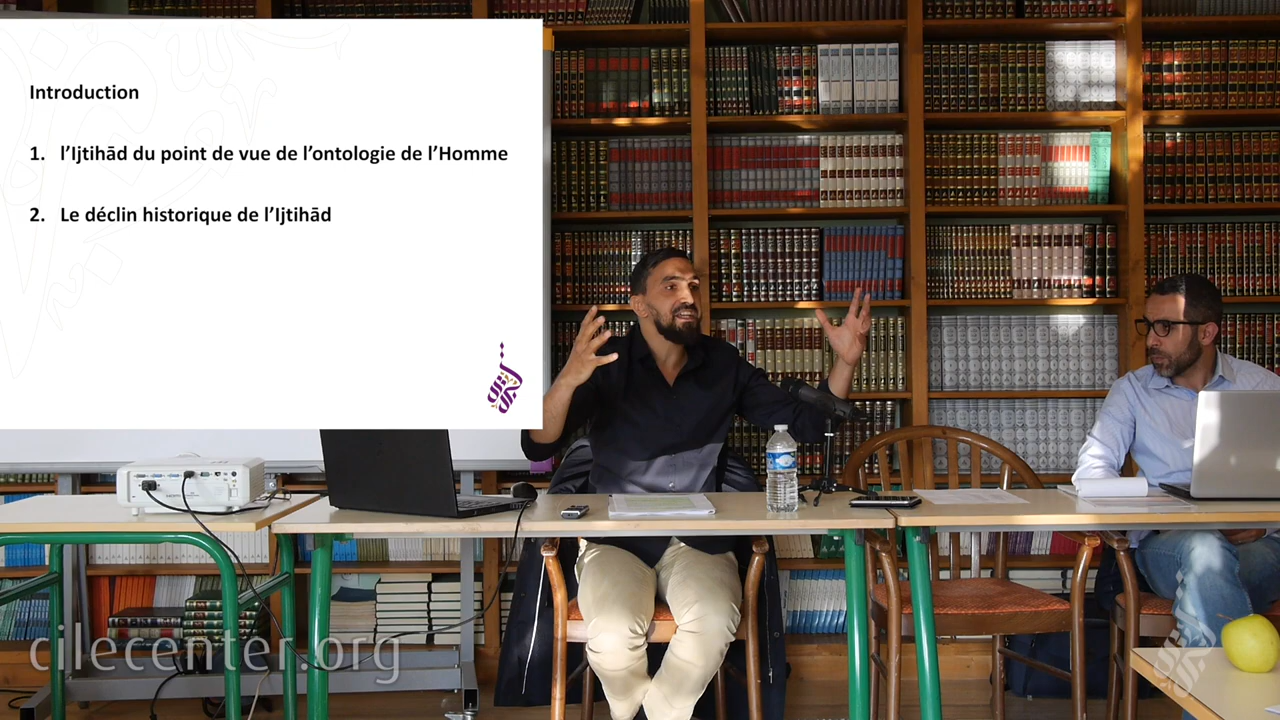 Introduction
1. l’Ijtihād du point de vue de l’ontologie de l’Homme
2. Le déclin historique de l’Ijtihād
cilecenter.org